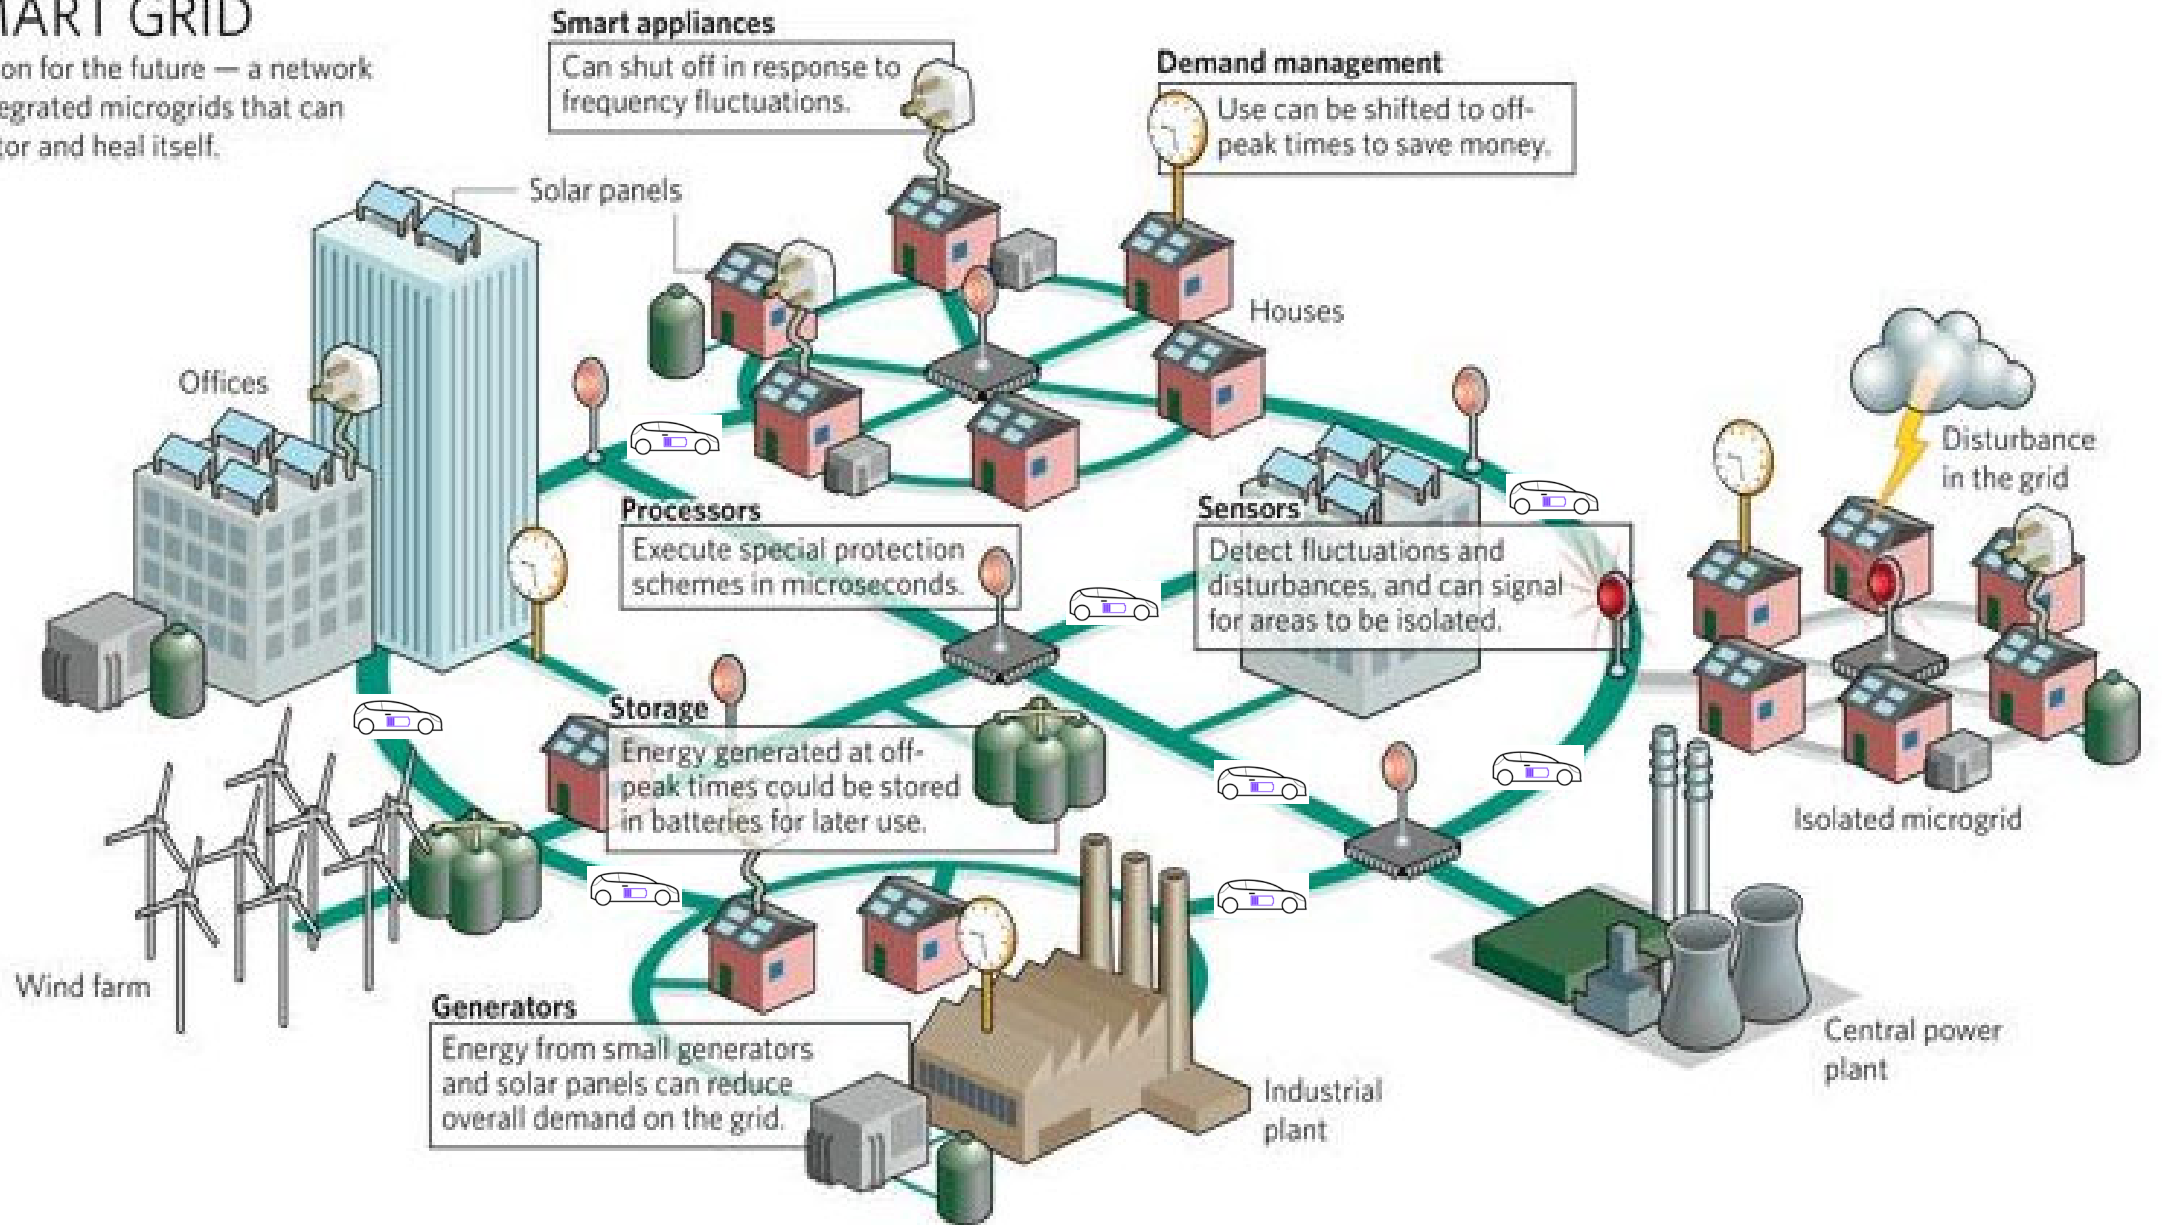 MART GRID
on for the future — a network
egrated microgrids that can
tor and heal itself.
Smart appliances
Can shut off in response to
frequency fluctuations.
Demand management
Use can be shifted to off-
peak times to save money.
Solar panels
Houses
Offices
Disturbance
in the grid
Processors
Execute special protection
schemes in microseconds.
Sensors
Detect fluctuations and
disturbances, and can signal
for areas to be isolated.
Storage
Energy generated at off-
peak times could be stored
in batteries for later use.
Isolated microgrid
Wind farm
Generators
Energy from small generators
and solar panels can reduce
overall demand on the grid.
Central power
plant
Industrial
plant